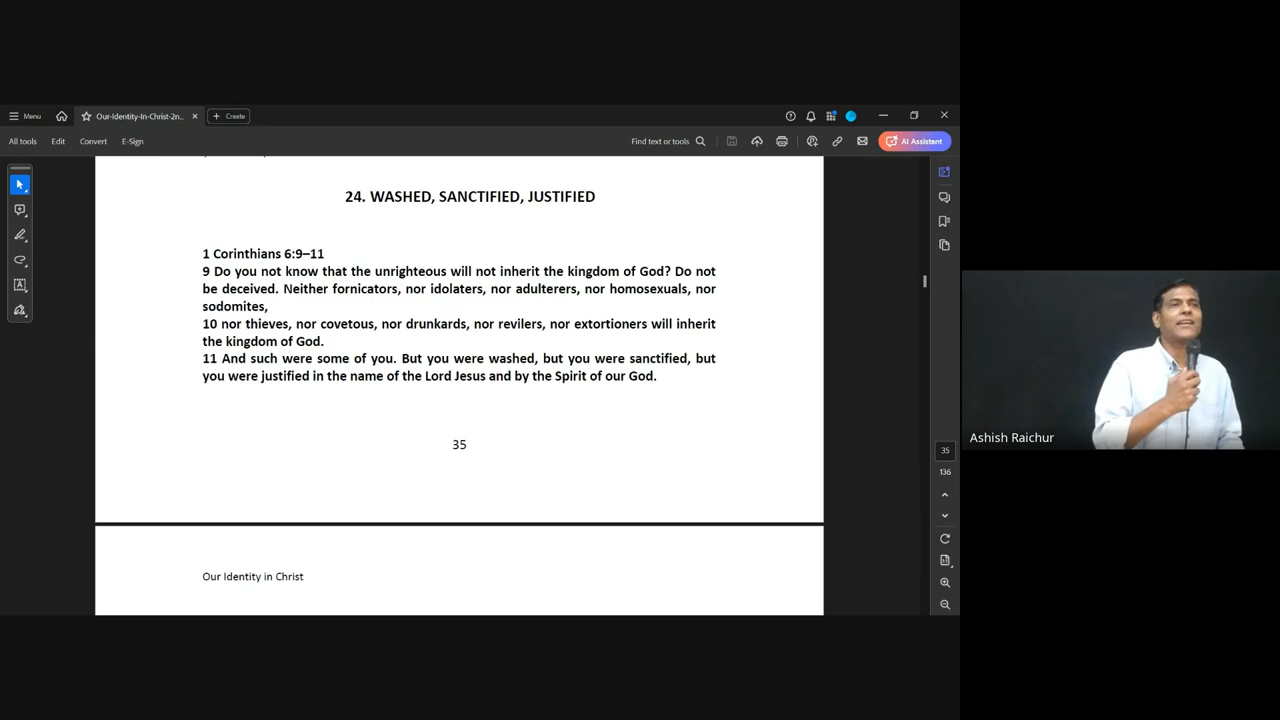 Menu
Our-Identity-In-Christ-2n...
Create
All tools
Edit
Convert
E-Sign
Find text or tools
AI Assistant
24. WASHED, SANCTIFIED, JUSTIFIED
1 Corinthians 6:9–11
9 Do you not know that the unrighteous will not inherit the kingdom of God? Do not
be deceived. Neither fornicators, nor idolaters, nor adulterers, nor homosexuals, nor
sodomites,
10 nor thieves, nor covetous, nor drunkards, nor revilers, nor extortioners will inherit
the kingdom of God.
11 And such were some of you. But you were washed, but you were sanctified, but
you were justified in the name of the Lord Jesus and by the Spirit of our God.
35
Our Identity in Christ
35
136
Ashish Raichur